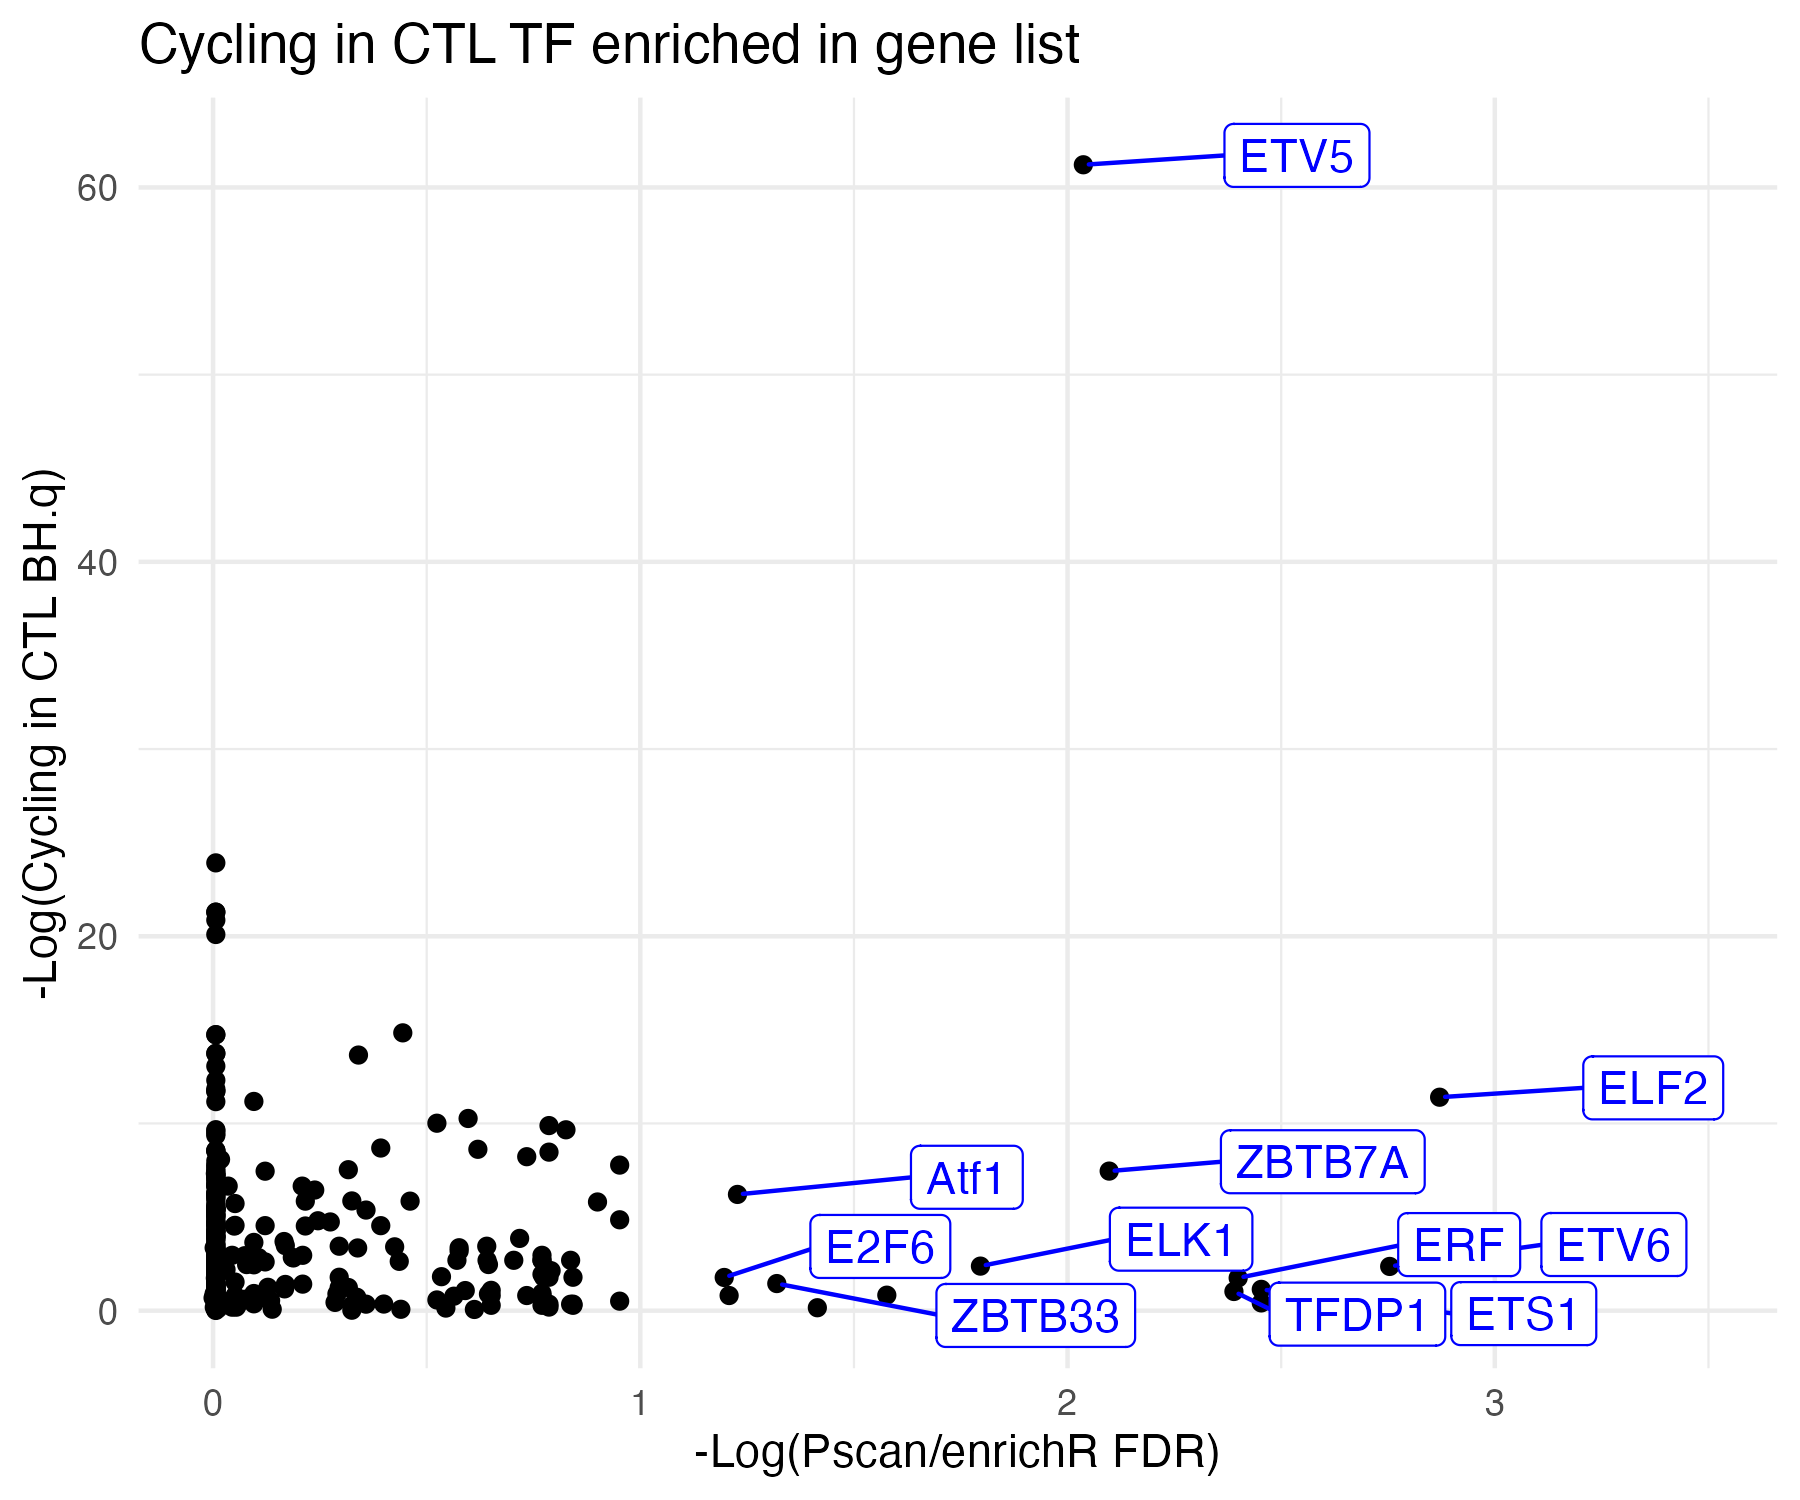 Cycling in CTL TF enriched in gene list
-Log(Cycling in CTL BH.q)
60
40
20
0
ETV5
ELF2
ZBTB7A
Atf1
E2F6
ELK1
ERF
ETV6
ZBTB33
TFDP1
ETS1
0
1
2
3
-Log(Pscan/enrichR FDR)